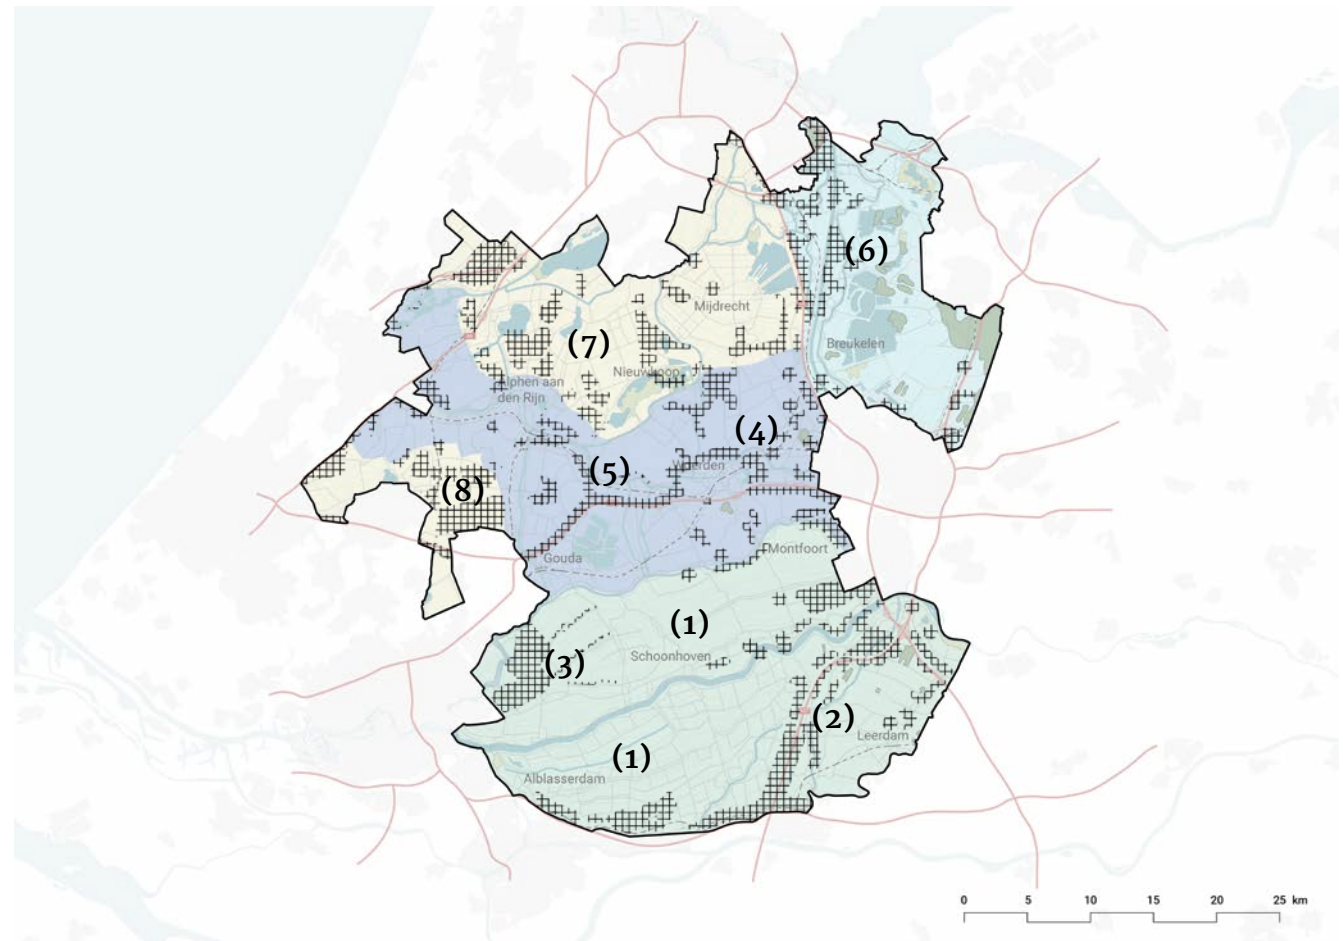 (6)
Mijdrecht
(7)
Breukelen
Nieuwkoop
Alphen aan
den Rijn
(4)
(5)
Woerden
(8)
Montfoort
Gouda
(1)
Schoonhoven
(3)
(2)
Leerdam
(1)
Alblasserdam
0 5 10 15 20 25 km